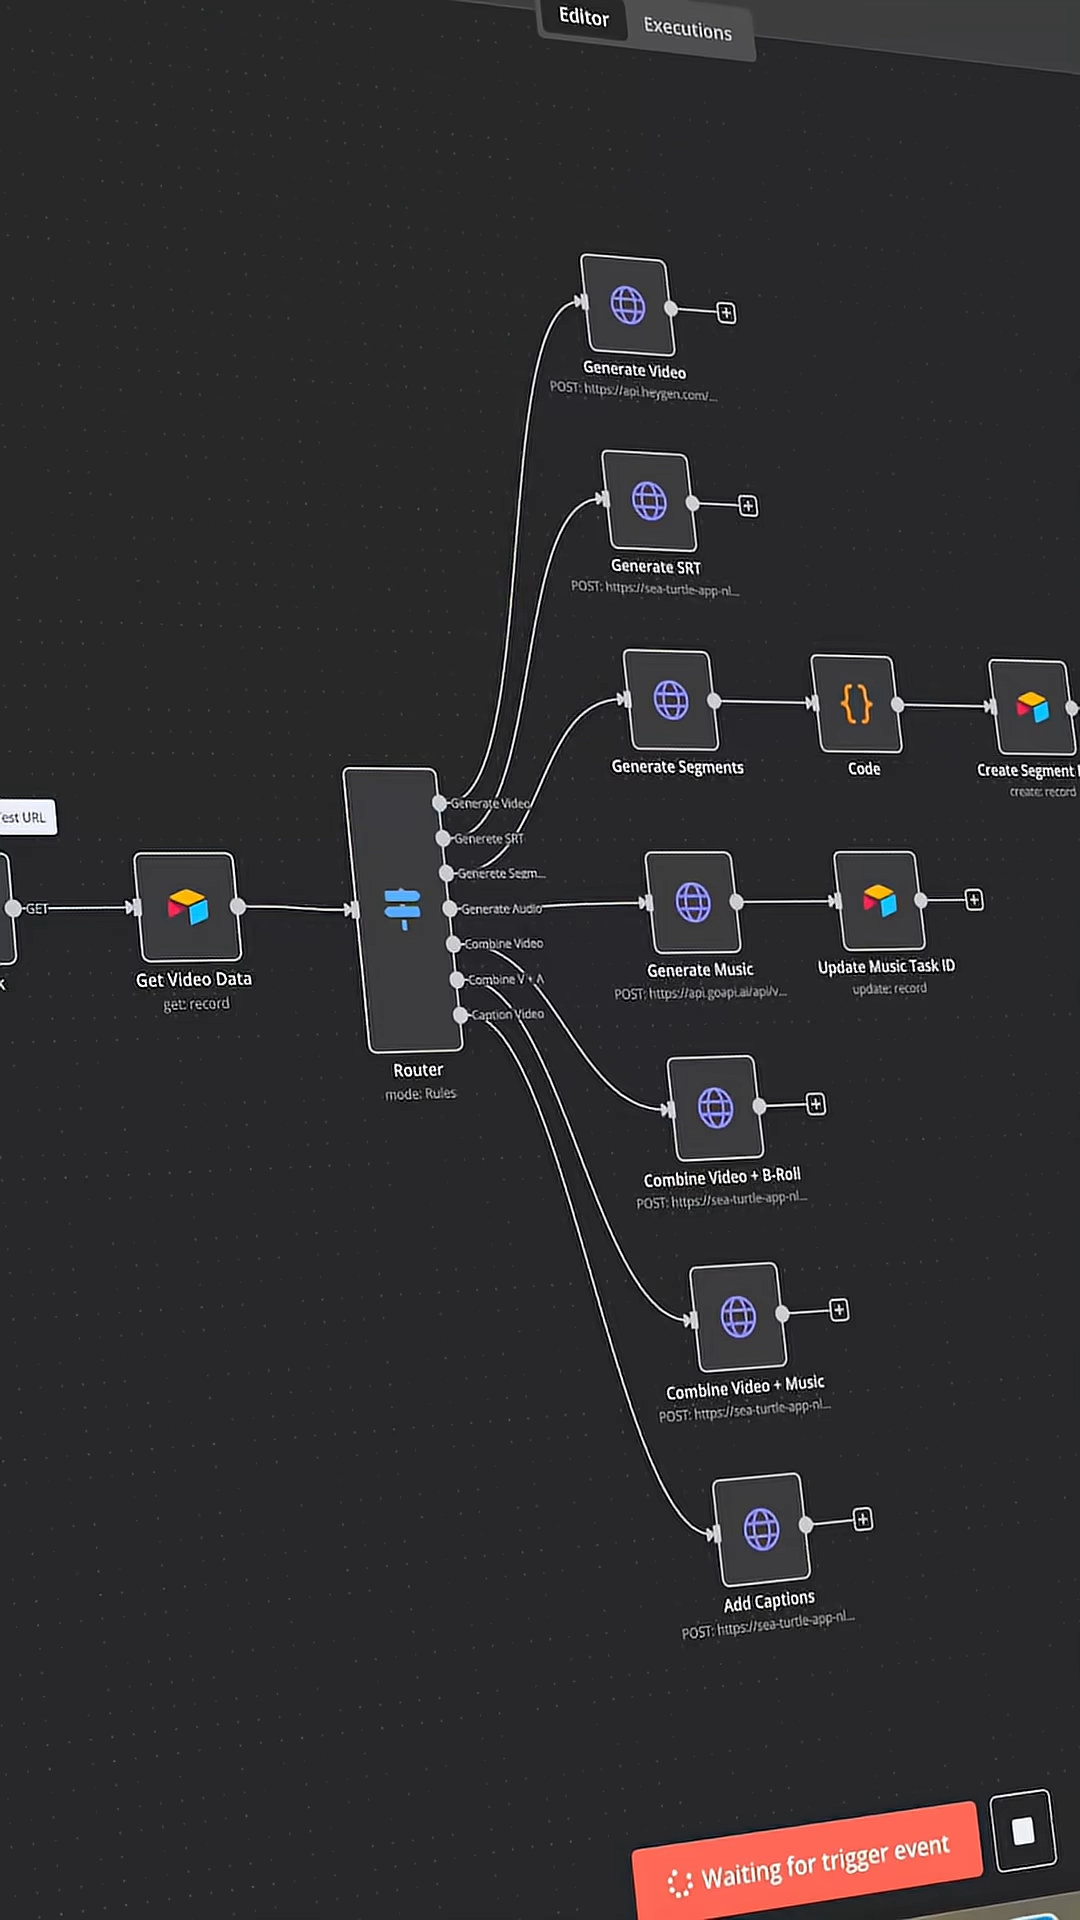 Editor
Executions
Generate Video
POST: https://api.heygen.com/...
Generate SRT
POST: https://sea-turtle-app-nl...
Generate Segments
Code
Create Segment
create: record
Test URL
GET
Get Video Data
get: record
Generate Video
Generete SRT
Generete Segm...
Generate Audio
Combine Video
Combine V + A
Caption Video
Router
mode: Rules
Generate Music
POST: https://api.goapi.ai/api/v...
Update Music Task ID
update: record
Combine Video + B-Roll
POST: https://sea-turtle-app-nl...
Combine Video + Music
POST: https://sea-turtle-app-nl...
Add Captions
POST: https://sea-turtle-app-nl...
Waiting for trigger event